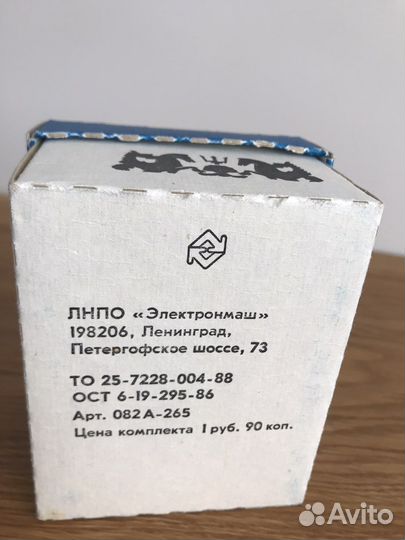 ЛНПО «Электронмаш»
198206, Ленинград,
Петергофское шоссе, 73
ТО 25-7228-004-88
ОСТ 6-19-295-86
Арт. 082А-265
Цена комплекта 1 руб. 90 коп.
Avito